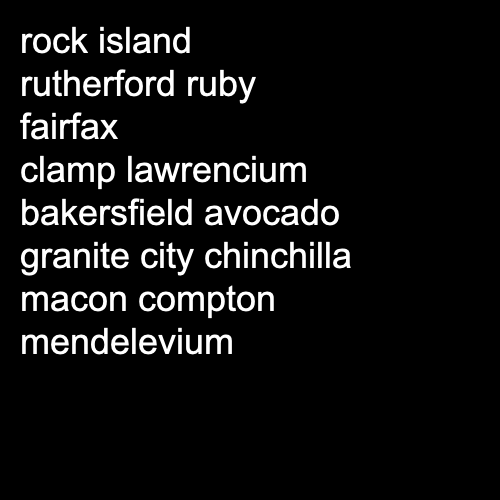 rock island
rutherford ruby
fairfax
clamp lawrencium
bakersfield avocado
granite city chinchilla
macon compton
mendelevium